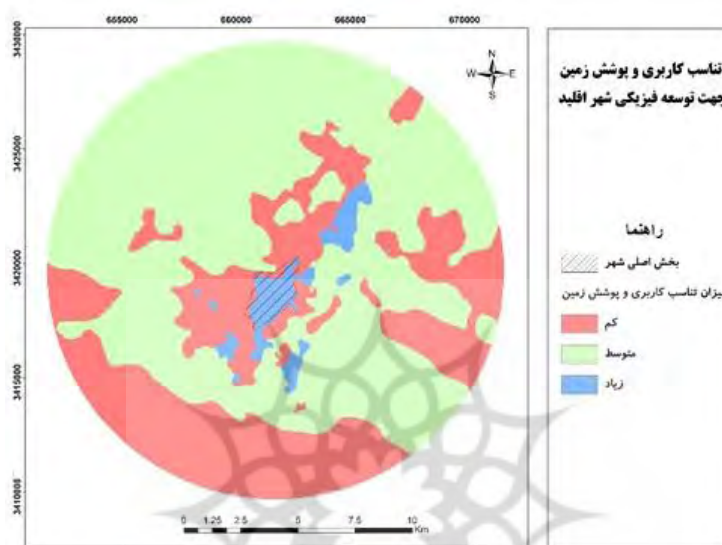 655000 660000 665000 670000
3430000
3425000
3420000
3415000
N
W E
S
تناسب کاربری و پوشش زمین
جهت توسعه فیزیکی شهر اقلید
راهنما
بخش اصلی شهر
میزان تناسب کاربری و پوشش زمین
کم
متوسط
زیاد
0 1.25 2.5 5 7.5 10
Km